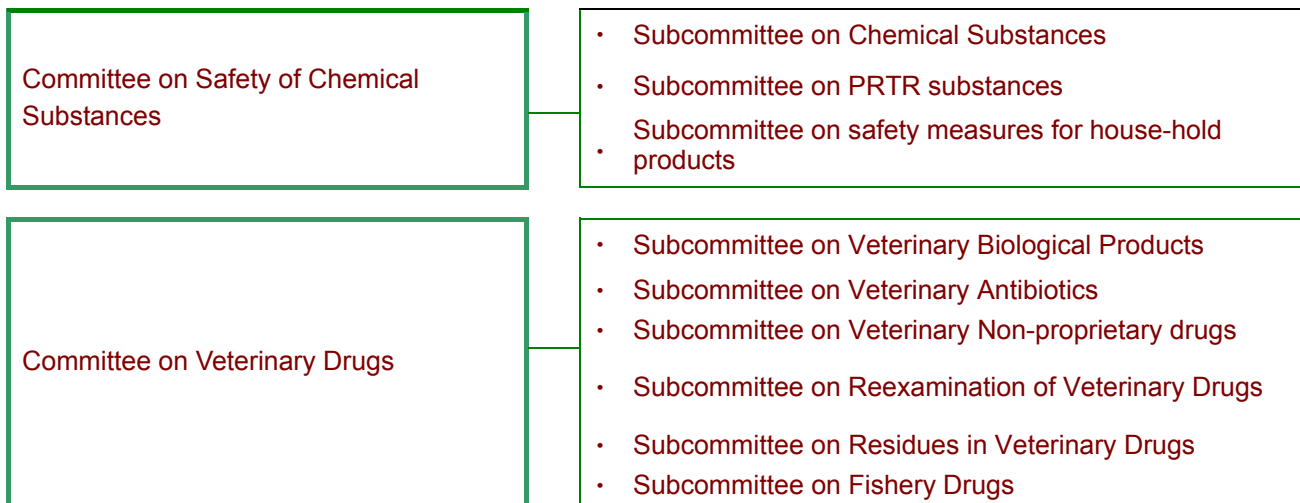 Committee on Safety of Chemical
Substances
・ Subcommittee on Chemical Substances
・ Subcommittee on PRTR substances
・ Subcommittee on safety measures for house-hold
products
Committee on Veterinary Drugs
・ Subcommittee on Veterinary Biological Products
・ Subcommittee on Veterinary Antibiotics
・ Subcommittee on Veterinary Non-proprietary drugs
・ Subcommittee on Reexamination of Veterinary Drugs
・ Subcommittee on Residues in Veterinary Drugs
・ Subcommittee on Fishery Drugs